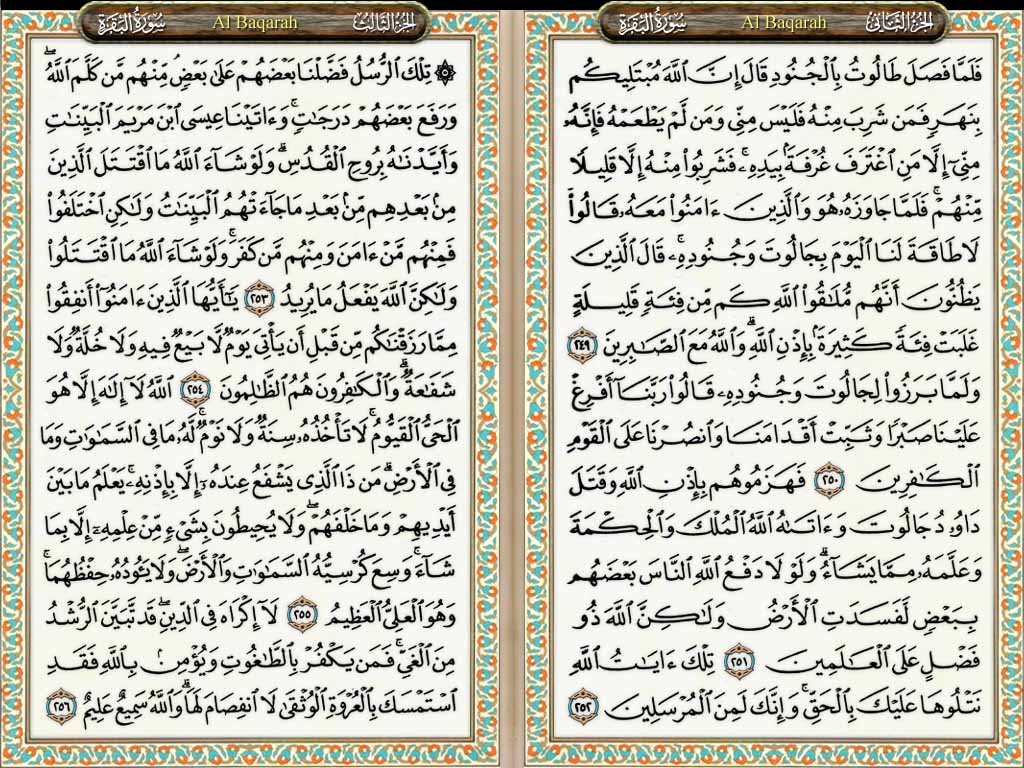 الجزء الثاني Al Baqarah سورة البقرة
فَلَمَّا فَصَلَ طَالُوتُ بِٱلْجُنُودِ قَالَ إِنَّ ٱللَّهَ مُبْتَلِيكُم
بِنَهَرٍ فَمَن شَرِبَ مِنْهُ فَلَيْسَ مِنِّي وَمَن لَّمْ يَطْعَمْهُ فَإِنَّهُۥ
مِنِّيٓ إِلَّا مَنِ ٱغْتَرَفَ غُرْفَةًۢ بِيَدِهِۦۚ فَشَرِبُوا۟ مِنْهُ إِلَّا قَلِيلًا
مِّنْهُمْۚ فَلَمَّا جَاوَزَهُۥ هُوَ وَٱلَّذِينَ ءَامَنُوا۟ مَعَهُۥ قَالُوا۟
لَا طَاقَةَ لَنَا ٱلْيَوْمَ بِجَالُوتَ وَجُنُودِهِۦۚ قَالَ ٱلَّذِينَ
يَظُنُّونَ أَنَّهُم مُّلَٰقُوا۟ ٱللَّهِ كَم مِّن فِئَةٍ قَلِيلَةٍ
غَلَبَتْ فِئَةً كَثِيرَةًۢ بِإِذْنِ ٱللَّهِۗ وَٱللَّهُ مَعَ ٱلصَّٰبِرِينَ ٢٤٩
وَلَمَّا بَرَزُوا۟ لِجَالُوتَ وَجُنُودِهِۦ قَالُوا۟ رَبَّنَآ أَفْرِغْ
عَلَيْنَا صَبْرًا وَثَبِّتْ أَقْدَامَنَا وَٱنصُرْنَا عَلَى ٱلْقَوْمِ
ٱلْكَٰفِرِينَ ٢٥٠ فَهَزَمُوهُم بِإِذْنِ ٱللَّهِ وَقَتَلَ
دَاوُۥدُ جَالُوتَ وَءَاتَىٰهُ ٱللَّهُ ٱلْمُلْكَ وَٱلْحِكْمَةَ
وَعَلَّمَهُۥ مِمَّا يَشَآءُۗ وَلَوْلَا دَفْعُ ٱللَّهِ ٱلنَّاسَ بَعْضَهُم
بِبَعْضٍ لَّفَسَدَتِ ٱلْأَرْضُ وَلَٰكِنَّ ٱللَّهَ ذُو
فَضْلٍ عَلَى ٱلْعَٰلَمِينَ ٢٥١ تِلْكَ ءَايَٰتُ ٱللَّهِ
نَتْلُوهَا عَلَيْكَ بِٱلْحَقِّۚ وَإِنَّكَ لَمِنَ ٱلْمُرْسَلِينَ ٢٥٢
الجزء الثالث Al Baqarah سورة البقرة
۞ تِلْكَ ٱلرُّسُلُ فَضَّلْنَا بَعْضَهُمْ عَلَىٰ بَعْضٍۘ مِّنْهُم مَّن كَلَّمَ ٱللَّهُۖ
وَرَفَعَ بَعْضَهُمْ دَرَجَٰتٍۚ وَءَاتَيْنَا عِيسَى ٱبْنَ مَرْيَمَ ٱلْبَيِّنَٰتِ
وَأَيَّدْنَٰهُ بِرُوحِ ٱلْقُدُسِۗ وَلَوْ شَآءَ ٱللَّهُ مَا ٱقْتَتَلَ ٱلَّذِينَ
مِنۢ بَعْدِهِم مِّنۢ بَعْدِ مَا جَآءَتْهُمُ ٱلْبَيِّنَٰتُ وَلَٰكِنِ ٱخْتَلَفُوا۟
فَمِنْهُم مَّنْ ءَامَنَ وَمِنْهُم مَّن كَفَرَۚ وَلَوْ شَآءَ ٱللَّهُ مَا ٱقْتَتَلُوا۟
وَلَٰكِنَّ ٱللَّهَ يَفْعَلُ مَا يُرِيدُ ٢٥٣ يَٰٓأَيُّهَا ٱلَّذِينَ ءَامَنُوٓا۟ أَنفِقُوا۟
مِمَّا رَزَقْنَٰكُم مِّن قَبْلِ أَن يَأْتِيَ يَوْمٌ لَّا بَيْعٌ فِيهِ وَلَا خُلَّةٌ وَلَا
شَفَٰعَةٌۗ وَٱلْكَٰفِرُونَ هُمُ ٱلظَّٰلِمُونَ ٢٥٤ ٱللَّهُ لَآ إِلَٰهَ إِلَّا هُوَ
ٱلْحَيُّ ٱلْقَيُّومُۚ لَا تَأْخُذُهُۥ سِنَةٌ وَلَا نَوْمٌۚ لَّهُۥ مَا فِي ٱلسَّمَٰوَٰتِ وَمَا
فِي ٱلْأَرْضِۗ مَن ذَا ٱلَّذِي يَشْفَعُ عِندَهُۥٓ إِلَّا بِإِذْنِهِۦۚ يَعْلَمُ مَا بَيْنَ
أَيْدِيهِمْ وَمَا خَلْفَهُمْۖ وَلَا يُحِيطُونَ بِشَيْءٍ مِّنْ عِلْمِهِۦٓ إِلَّا بِمَا
شَآءَۚ وَسِعَ كُرْسِيُّهُ ٱلسَّمَٰوَٰتِ وَٱلْأَرْضَۖ وَلَا يَـُٔودُهُۥ حِفْظُهُمَاۚ
وَهُوَ ٱلْعَلِيُّ ٱلْعَظِيمُ ٢٥٥ لَآ إِكْرَاهَ فِي ٱلدِّينِۖ قَد تَّبَيَّنَ ٱلرُّشْدُ
مِنَ ٱلْغَيِّۚ فَمَن يَكْفُرْ بِٱلطَّٰغُوتِ وَيُؤْمِنۢ بِٱللَّهِ فَقَدِ
ٱسْتَمْسَكَ بِٱلْعُرْوَةِ ٱلْوُثْقَىٰ لَا ٱنفِصَامَ لَهَاۗ وَٱللَّهُ سَمِيعٌ عَلِيمٌ ٢٥٦